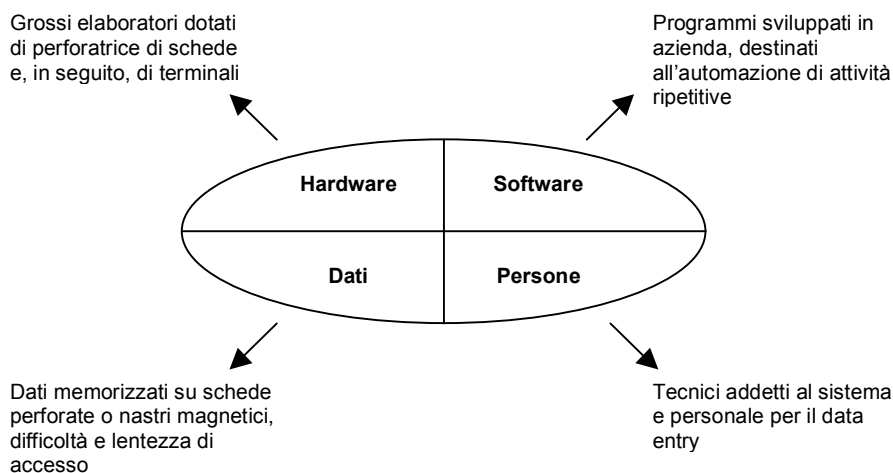 Grossi elaboratori dotati
di perforatrice di schede
e, in seguito, di terminali
Programmi sviluppati in
azienda, destinati
all'automazione di attività
ripetitive
Hardware
Software
Dati
Persone
Dati memorizzati su schede
perforate o nastri magnetici,
difficoltà e lentezza di
accesso
Tecnici addetti al sistema
e personale per il data
entry